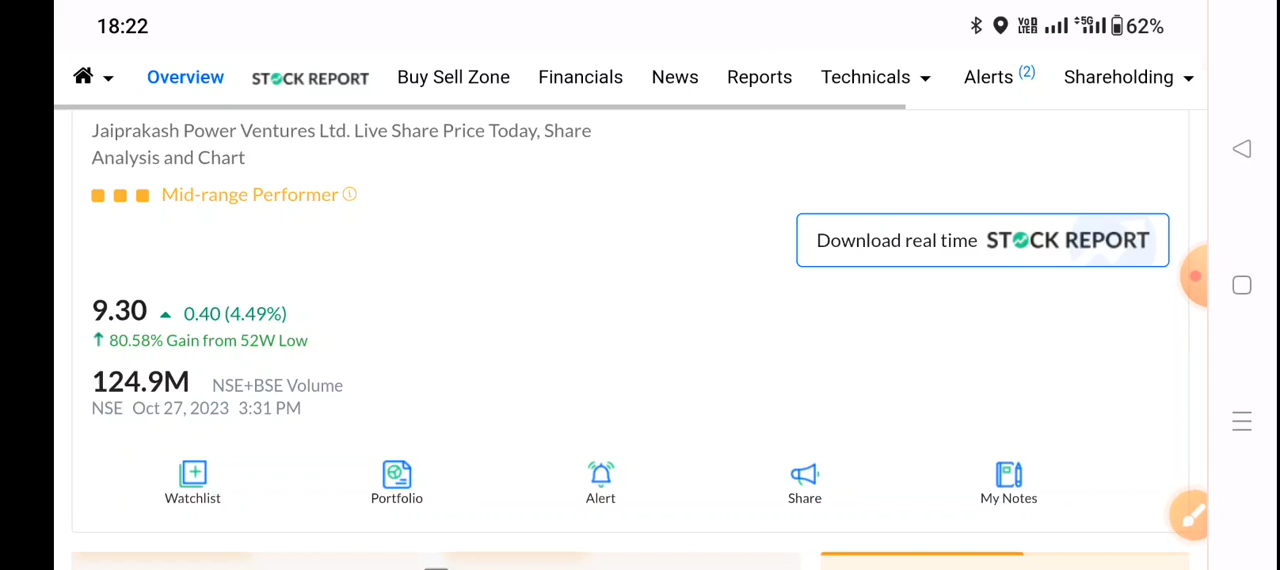 18:22 VoD LTE 5G 62%
Overview STOCK REPORT Buy Sell Zone Financials News Reports Technicals Alerts (2) Shareholding
Jaiprakash Power Ventures Ltd. Live Share Price Today, Share
Analysis and Chart
Mid-range Performer
Download real time STOCK REPORT
9.30 0.40 (4.49%)
80.58% Gain from 52W Low
124.9M NSE+BSE Volume
NSE Oct 27, 2023 3:31 PM
Watchlist Portfolio Alert Share My Notes